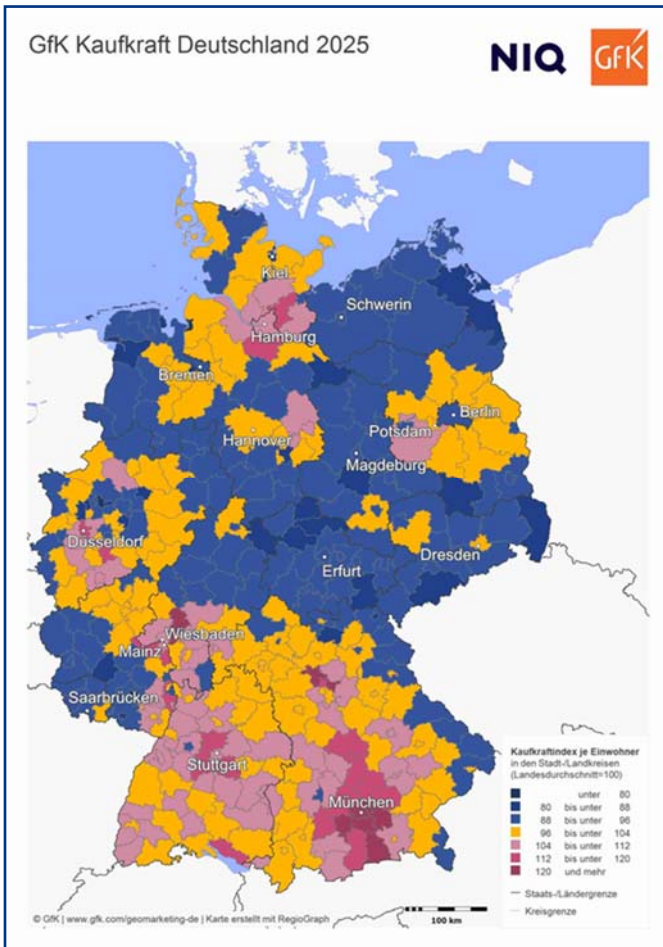 GfK Kaufkraft Deutschland 2025
NIQ
GfK
Kiel
Schwerin
Hamburg
Bremen
Berlin
Potsdam
Hannover
Magdeburg
Düsseldorf
Dresden
Erfurt
Wiesbaden
Mainz
Saarbrücken
Stuttgart
München
Kaufkraftindex je Einwohner
in den Stadt-/Landkreisen
(Landesdurchschnitt=100)
unter 80
80 bis unter 88
88 bis unter 96
96 bis unter 104
104 bis unter 112
112 bis unter 120
120 und mehr
Staats-/Ländergrenze
Kreisgrenze
© GfK | www.gfk.com/geomarketing-de | Karte erstellt mit RegioGraph
100 km